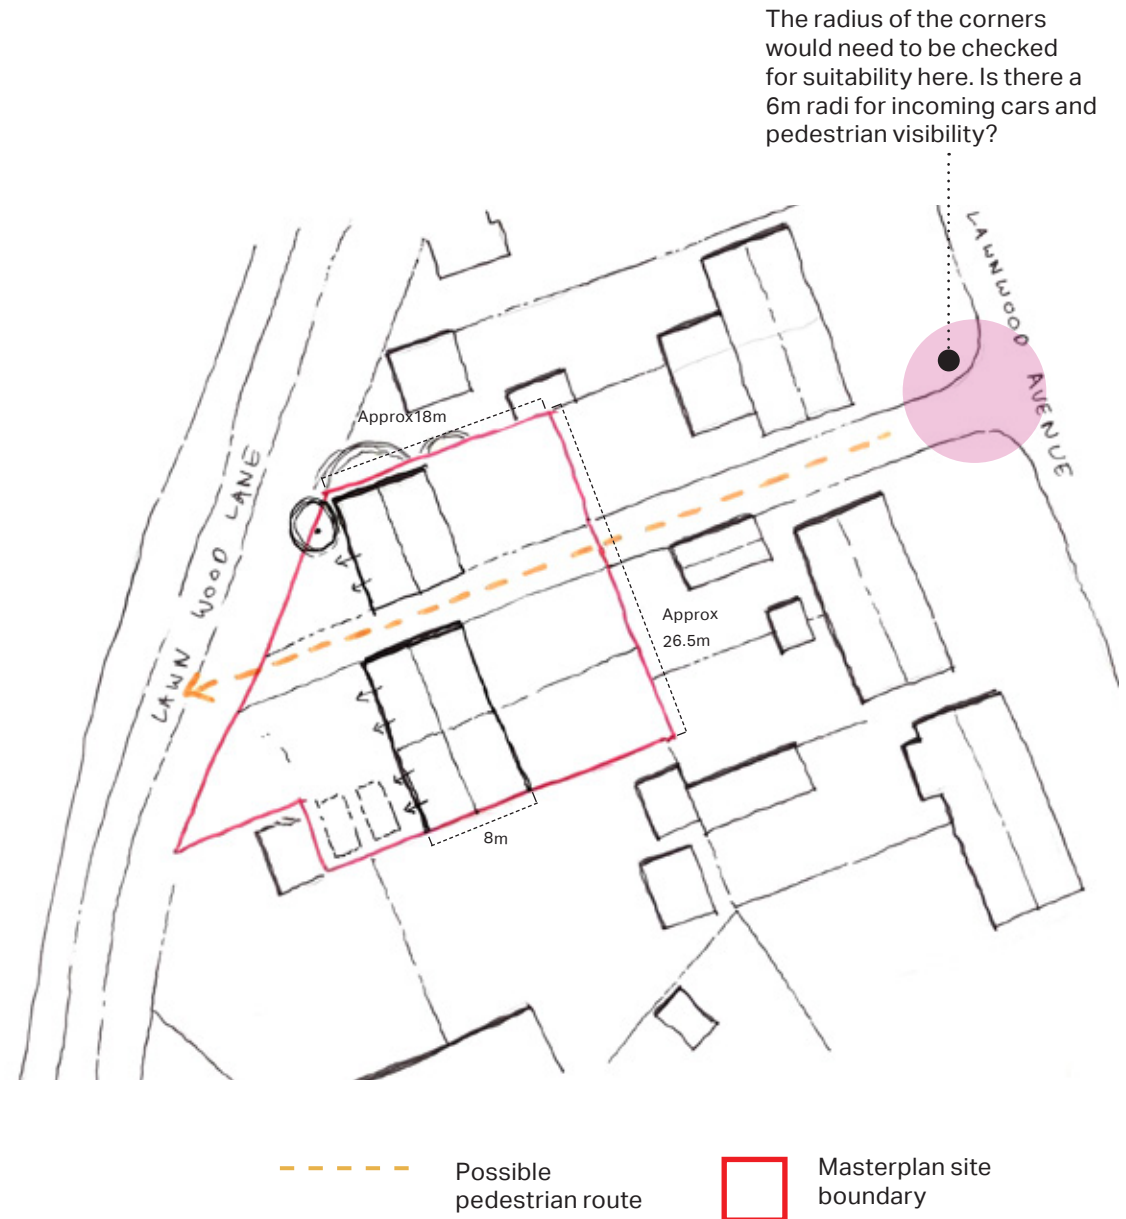 The radius of the corners
would need to be checked
for suitability here. Is there a
6m radi for incoming cars and
pedestrian visibility?
LAWNWOOD AVENUE
Approx18m
LAWN WOOD LANE
Approx
26.5m
8m
Possible
pedestrian route
Masterplan site
boundary